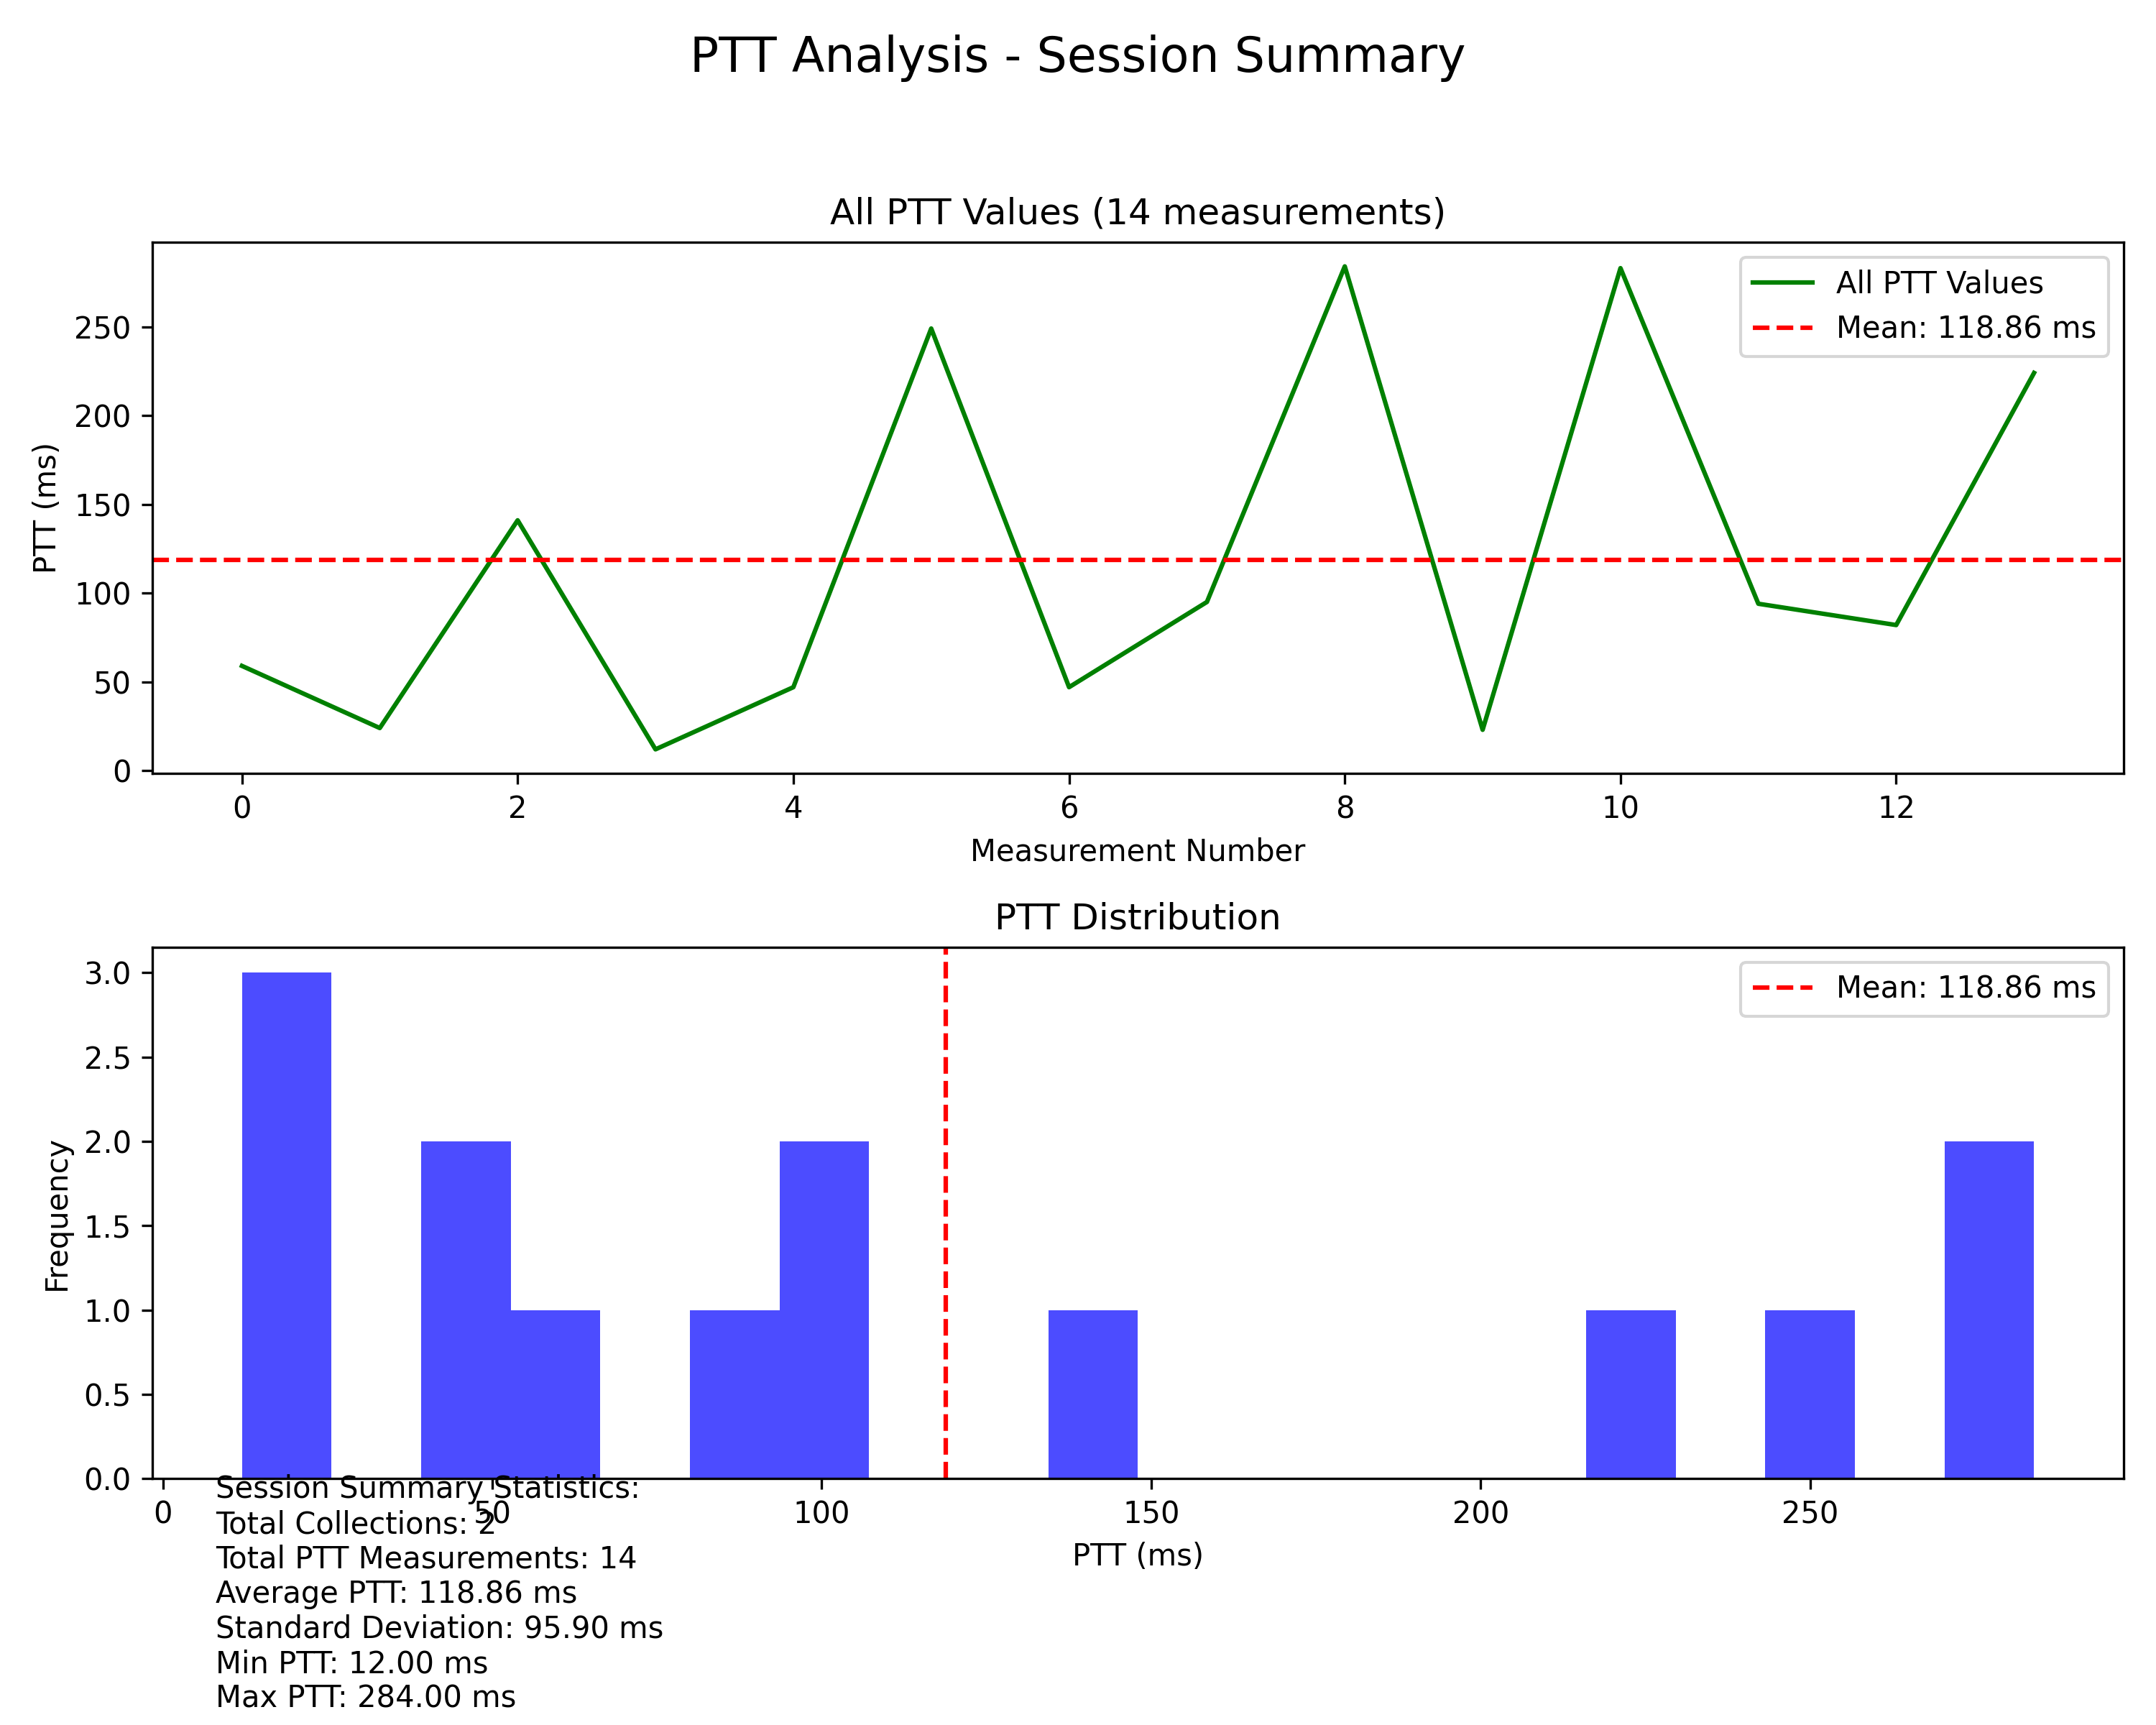 PTT Analysis - Session Summary
All PTT Values (14 measurements)
All PTT Values
Mean: 118.86 ms
PTT (ms)
250
200
150
100
50
0
0 2 4 6 8 10 12
Measurement Number
PTT Distribution
Mean: 118.86 ms
Frequency
3.0
2.5
2.0
1.5
1.0
0.5
0.0
0 50 100 150 200 250
PTT (ms)
Session Summary Statistics:
Total Collections: 2
Total PTT Measurements: 14
Average PTT: 118.86 ms
Standard Deviation: 95.90 ms
Min PTT: 12.00 ms
Max PTT: 284.00 ms